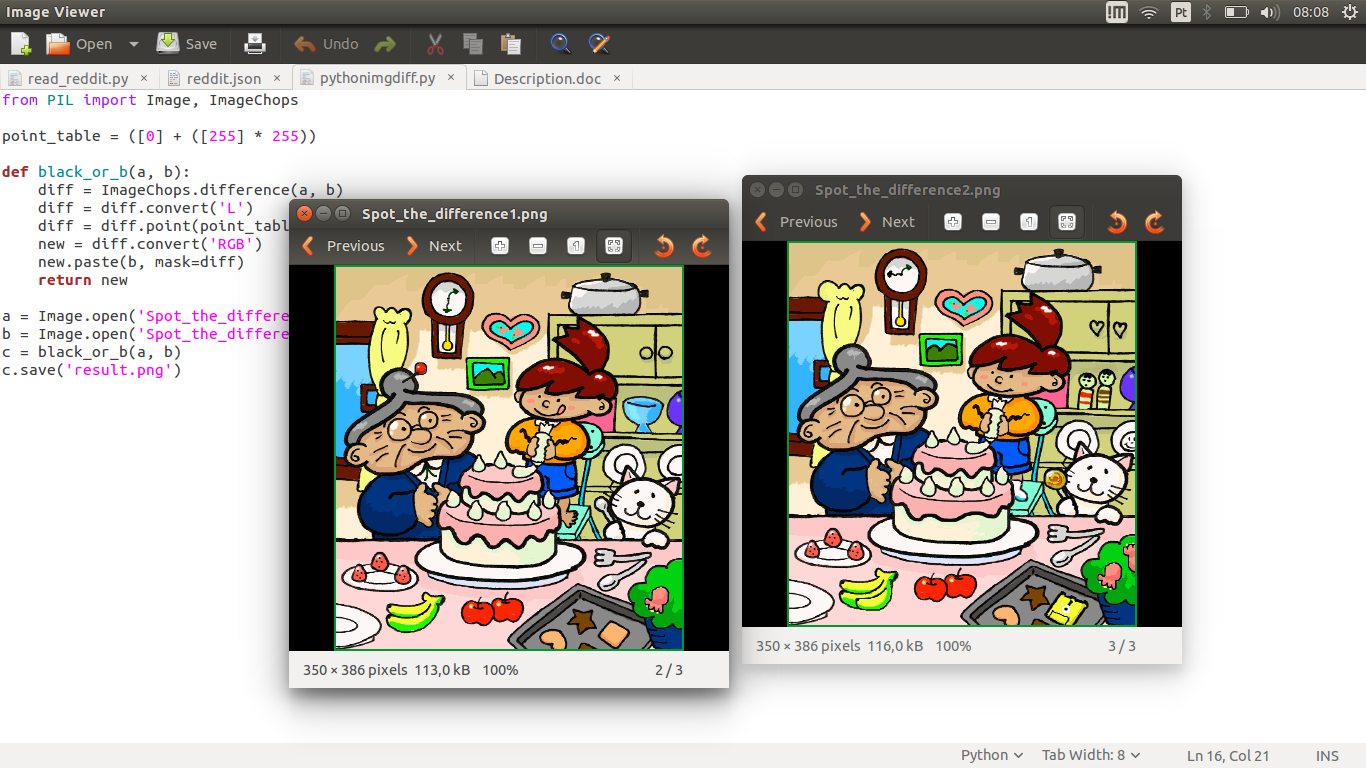 Image Viewer
!M Pt 08:08
Open Save Undo
read_reddit.py × reddit.json × pythonimgdiff.py × Description.doc ×
from PIL import Image, ImageChops
point_table = ([0] + ([255] * 255))
def black_or_b(a, b):
diff = ImageChops.difference(a, b)
diff = diff.convert('L')
diff = diff.point(point_tabl
new = diff.convert('RGB')
new.paste(b, mask=diff)
return new
a = Image.open('Spot_the_differe
b = Image.open('Spot_the_differe
c = black_or_b(a, b)
c.save('result.png')
Spot_the_difference1.png
Previous Next 1
350 × 386 pixels 113,0 kB 100% 2 / 3
Spot_the_difference2.png
Previous Next 1
350 × 386 pixels 116,0 kB 100% 3 / 3
Python Tab Width: 8 Ln 16, Col 21 INS